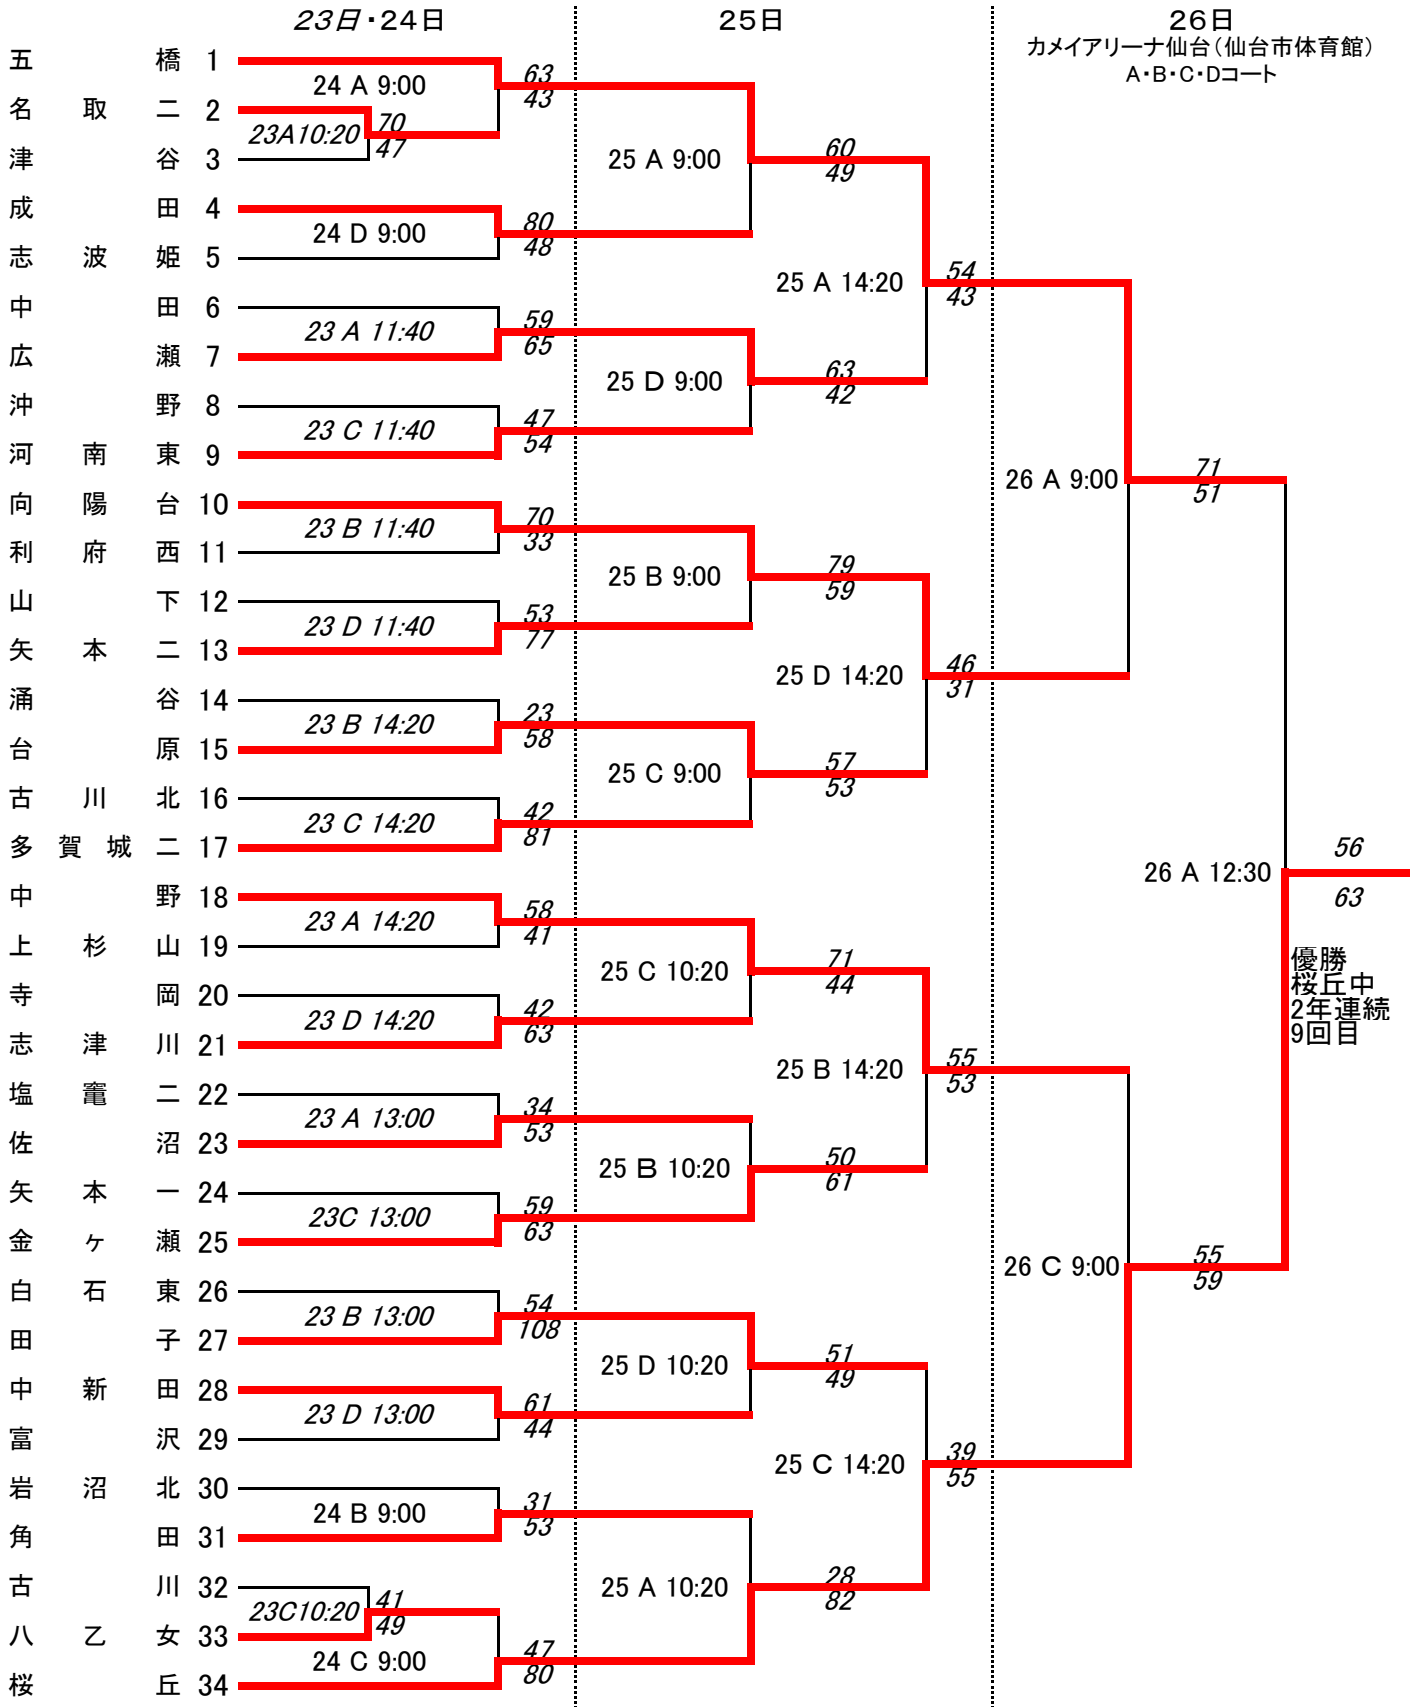 23日・24日
25日
26日
カメイアリーナ仙台(仙台市体育館)
A・B・C・Dコート
五橋 1
24 A 9:00
63
43
名取二 2
23A10:20
70
47
津谷 3
25 A 9:00
60
49
成田 4
24 D 9:00
80
48
志波姫 5
25 A 14:20
54
43
中田 6
23 A 11:40
59
65
広瀬 7
25 D 9:00
63
42
沖野 8
23 C 11:40
47
54
河南東 9
26 A 9:00
71
51
向陽台 10
23 B 11:40
70
33
利府西 11
25 B 9:00
79
59
山下 12
23 D 11:40
53
77
矢本二 13
25 D 14:20
46
31
涌谷 14
23 B 14:20
23
58
台原 15
25 C 9:00
57
53
古川北 16
23 C 14:20
42
81
多賀城二 17
26 A 12:30
56
63
優勝
桜丘中
2年連続
9回目
中野 18
23 A 14:20
58
41
上杉山 19
25 C 10:20
71
44
寺岡 20
23 D 14:20
42
63
志津川 21
25 B 14:20
55
53
塩竈二 22
23 A 13:00
34
53
佐沼 23
25 B 10:20
50
61
矢本一 24
23C 13:00
59
63
金ヶ瀬 25
26 C 9:00
55
59
白石東 26
23 B 13:00
54
108
田子 27
25 D 10:20
51
49
中新田 28
23 D 13:00
61
44
富沢 29
25 C 14:20
39
55
岩沼北 30
24 B 9:00
31
53
角田 31
25 A 10:20
28
82
古川 32
23C10:20
41
49
八乙女 33
24 C 9:00
47
80
桜丘 34